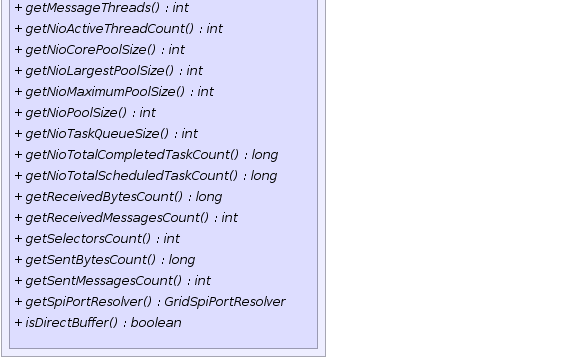 + getMessageThreads() : int
+ getNioActiveThreadCount() : int
+ getNioCorePoolSize() : int
+ getNioLargestPoolSize() : int
+ getNioMaximumPoolSize() : int
+ getNioPoolSize() : int
+ getNioTaskQueueSize() : int
+ getNioTotalCompletedTaskCount() : long
+ getNioTotalScheduledTaskCount() : long
+ getReceivedBytesCount() : long
+ getReceivedMessagesCount() : int
+ getSelectorsCount() : int
+ getSentBytesCount() : long
+ getSentMessagesCount() : int
+ getSpiPortResolver() : GridSpiPortResolver
+ isDirectBuffer() : boolean